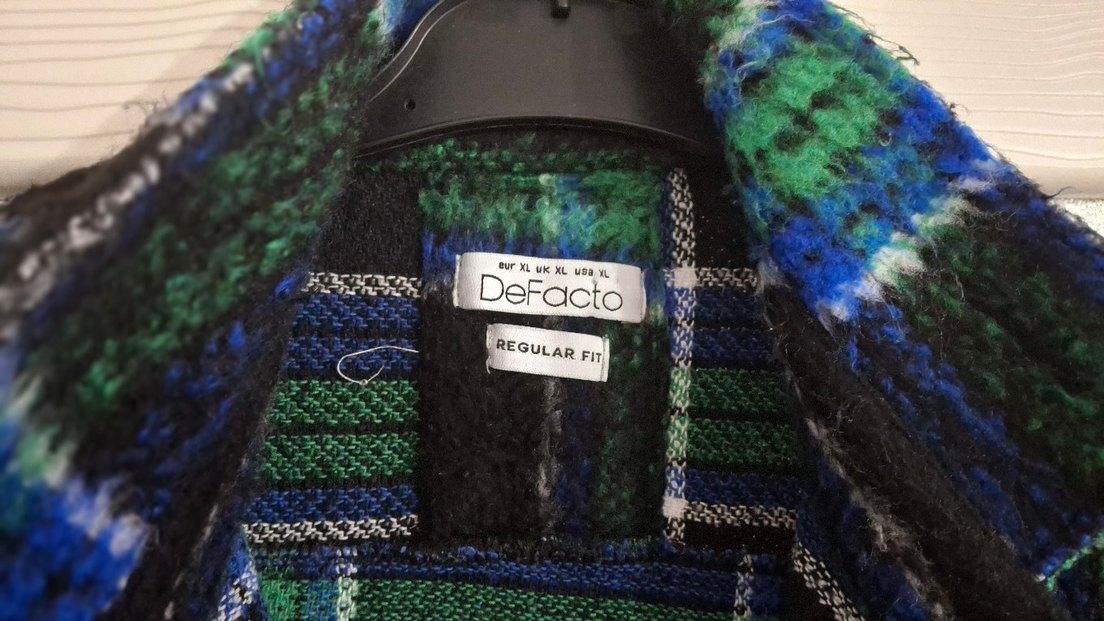 eur XL uk XL usa XL
DeFacto
REGULAR FIT